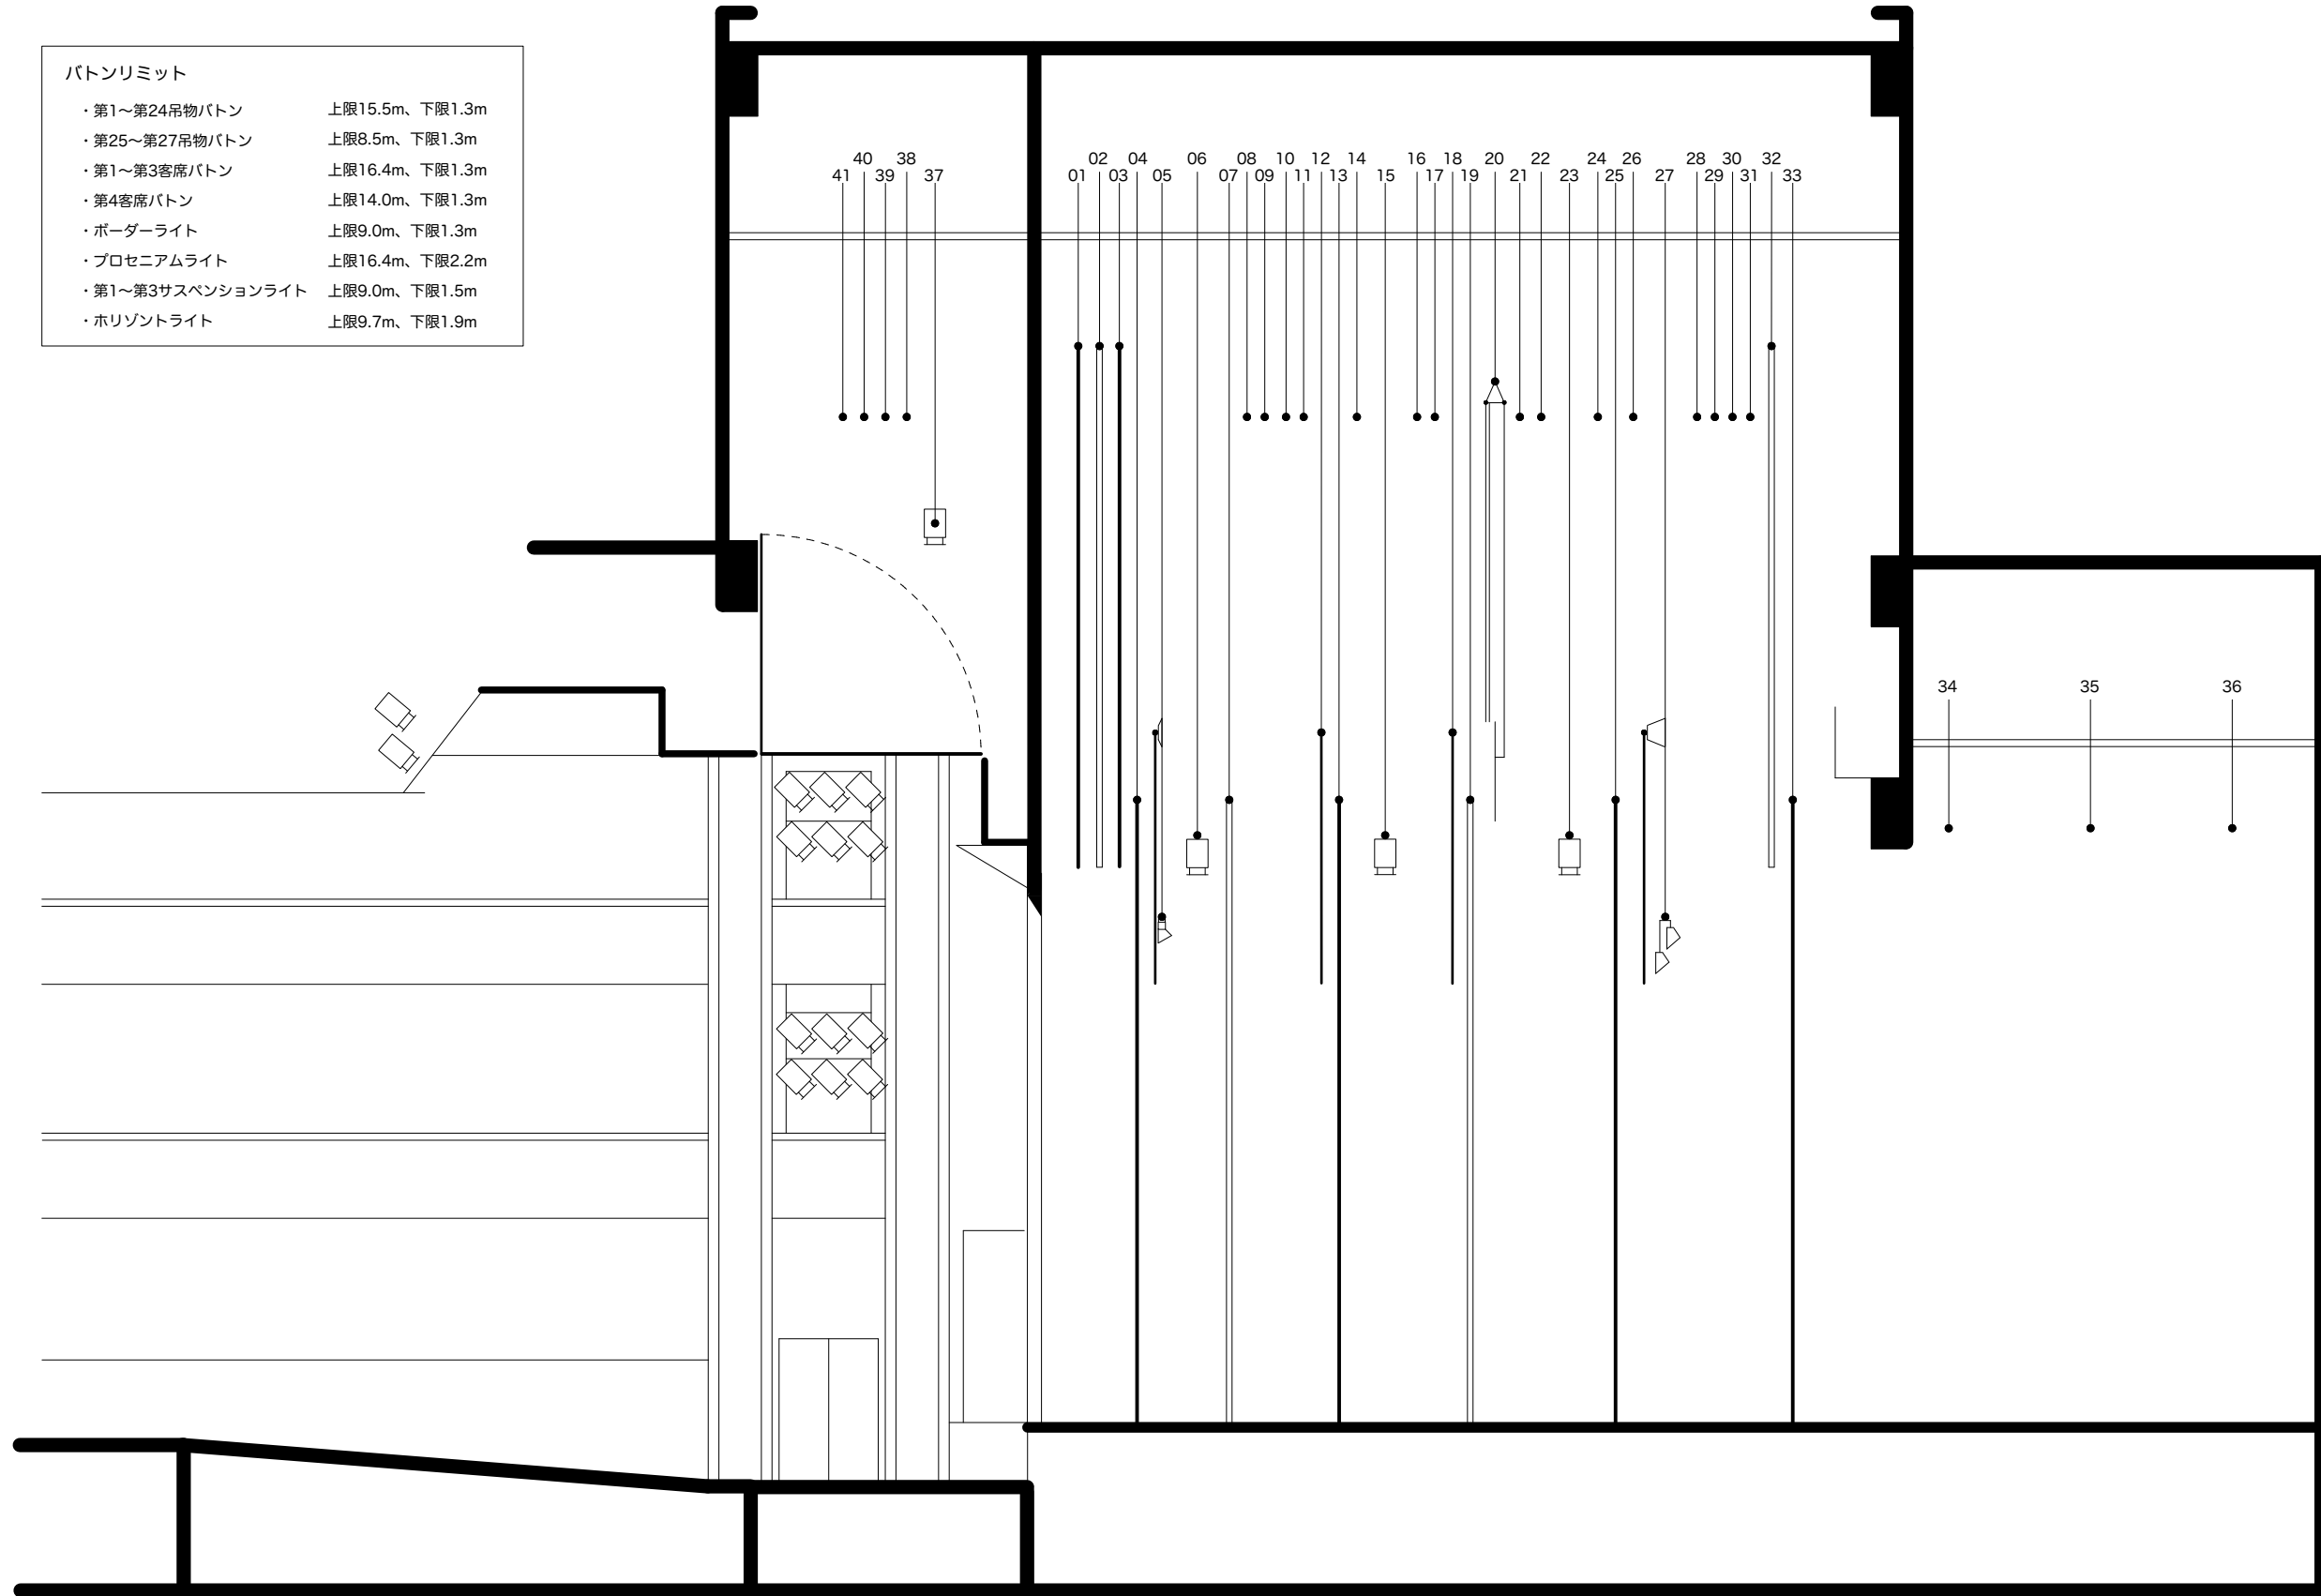 バトンリミット
・第1〜第24吊物バトン 上限15.5m、下限1.3m
・第25〜第27吊物バトン 上限8.5m、下限1.3m
・第1〜第3客席バトン 上限16.4m、下限1.3m
・第4客席バトン 上限14.0m、下限1.3m
・ボーダーライト 上限9.0m、下限1.3m
・プロセニアムライト 上限16.4m、下限2.2m
・第1〜第3サスペンションライト 上限9.0m、下限1.5m
・ホリゾントライト 上限9.7m、下限1.9m
40 38 02 04 06 08 10 12 14 16 18 20 22 24 26 28 30 32
41 39 37 01 03 05 07 09 11 13 15 17 19 21 23 25 27 29 31 33
34 35 36